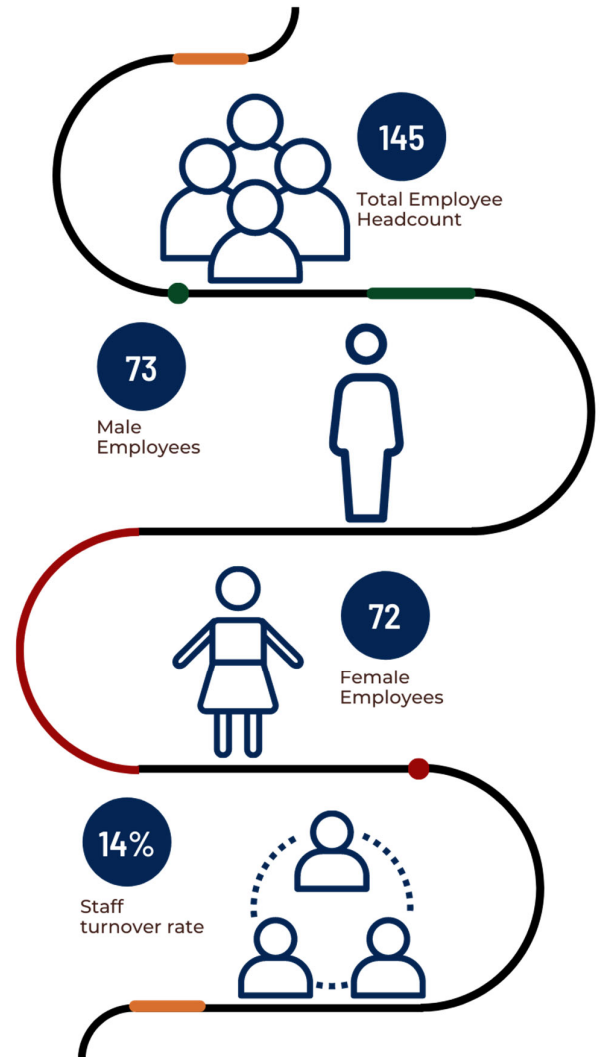 145
Total Employee
Headcount
73
Male
Employees
72
Female
Employees
14%
Staff
turnover rate